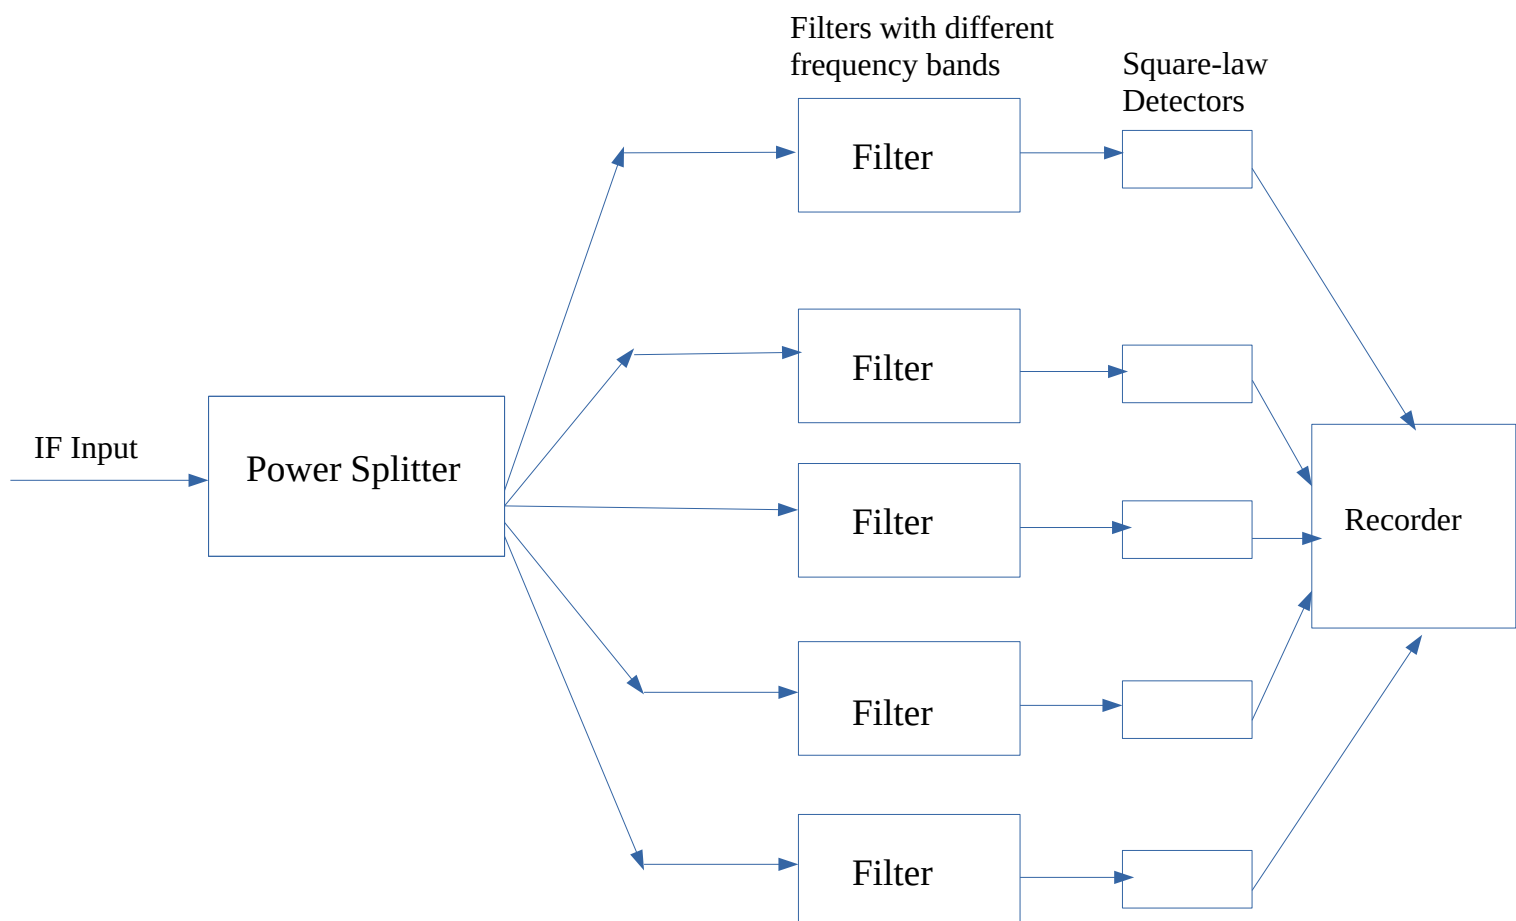 Filters with different
frequency bands
Square-law
Detectors
Filter
Filter
IF Input
Power Splitter
Filter
Recorder
Filter
Filter